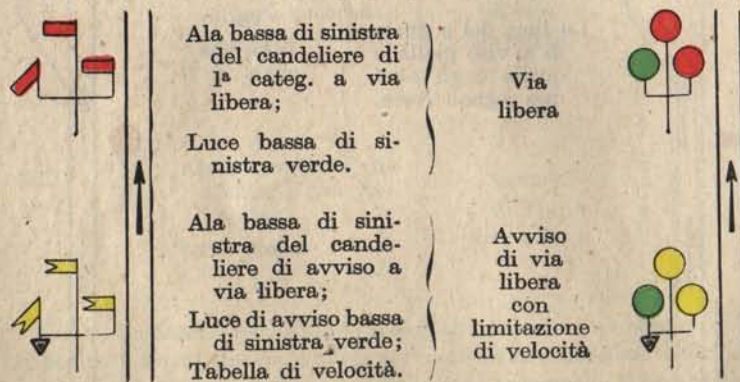 Ala bassa di sinistra
del candeliere di
1ª categ. a via
libera;
Luce bassa di si-
nistra verde.
Via
libera
Ala bassa di sini-
stra del cande-
liere di avviso a
via libera;
Luce di avviso bassa
di sinistra verde;
Tabella di velocità.
Avviso
di via
libera
con
limitazione
di velocità